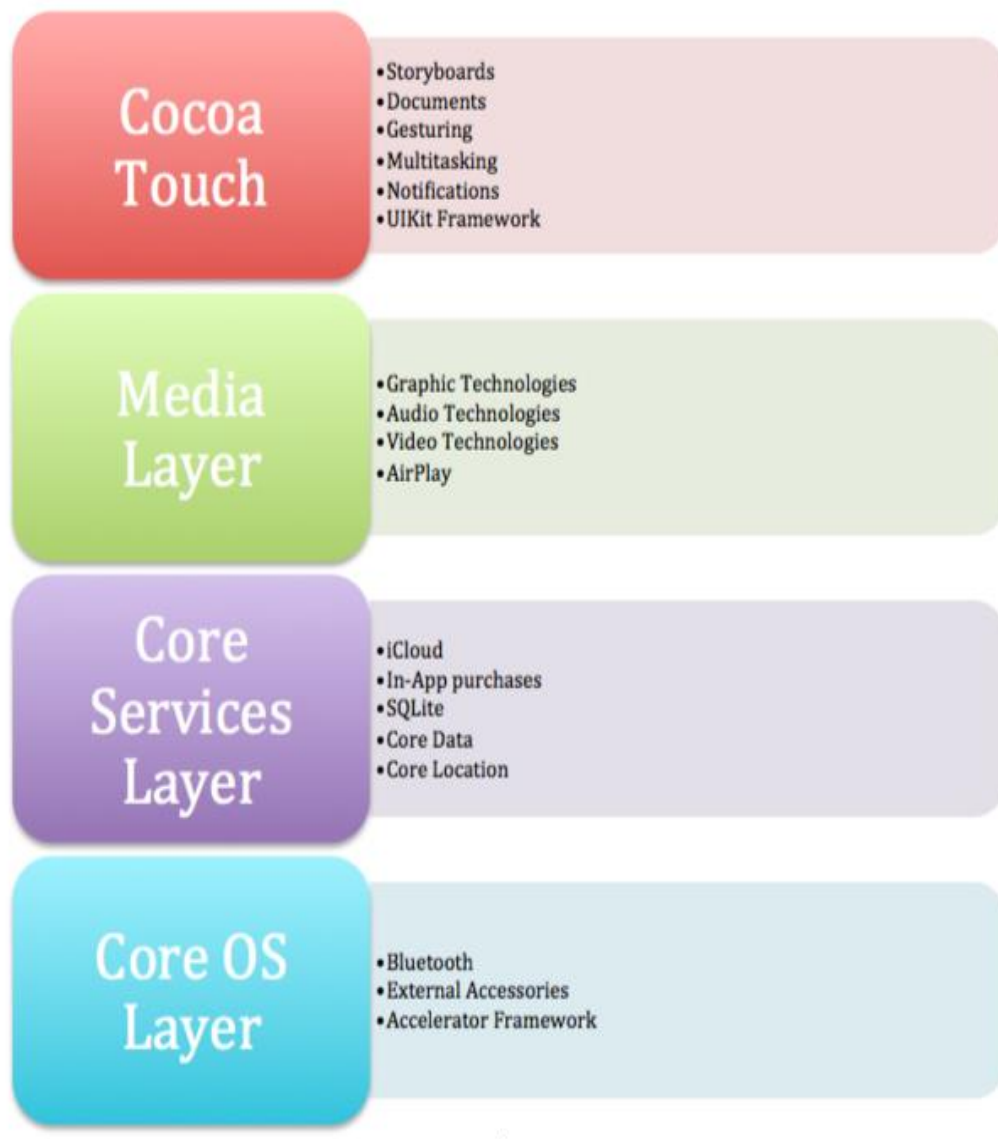 Cocoa
Touch
•Storyboards
•Documents
•Gesturing
•Multitasking
•Notifications
•UIKit Framework
Media
Layer
•Graphic Technologies
•Audio Technologies
•Video Technologies
•AirPlay
Core
Services
Layer
•iCloud
•In-App purchases
•SQLite
•Core Data
•Core Location
Core OS
Layer
•Bluetooth
•External Accessories
•Accelerator Framework